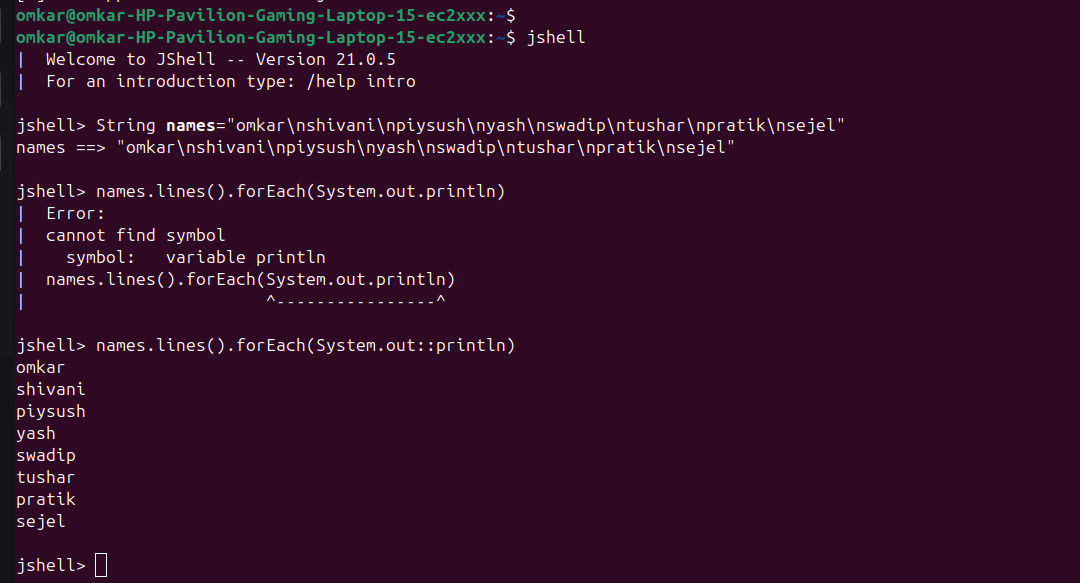 omkar@omkar-HP-Pavilion-Gaming-Laptop-15-ec2xxx:~$
omkar@omkar-HP-Pavilion-Gaming-Laptop-15-ec2xxx:~$ jshell
|  Welcome to JShell -- Version 21.0.5
|  For an introduction type: /help intro
jshell> String names="omkar\nshivani\npiysush\nyash\nswadip\ntushar\npratik\nsejel"
names ==> "omkar\nshivani\npiysush\nyash\nswadip\ntushar\npratik\nsejel"
jshell> names.lines().forEach(System.out.println)
|  Error:
|  cannot find symbol
|    symbol:   variable println
|  names.lines().forEach(System.out.println)
|                        ^----------------^
jshell> names.lines().forEach(System.out::println)
omkar
shivani
piysush
yash
swadip
tushar
pratik
sejel
jshell>